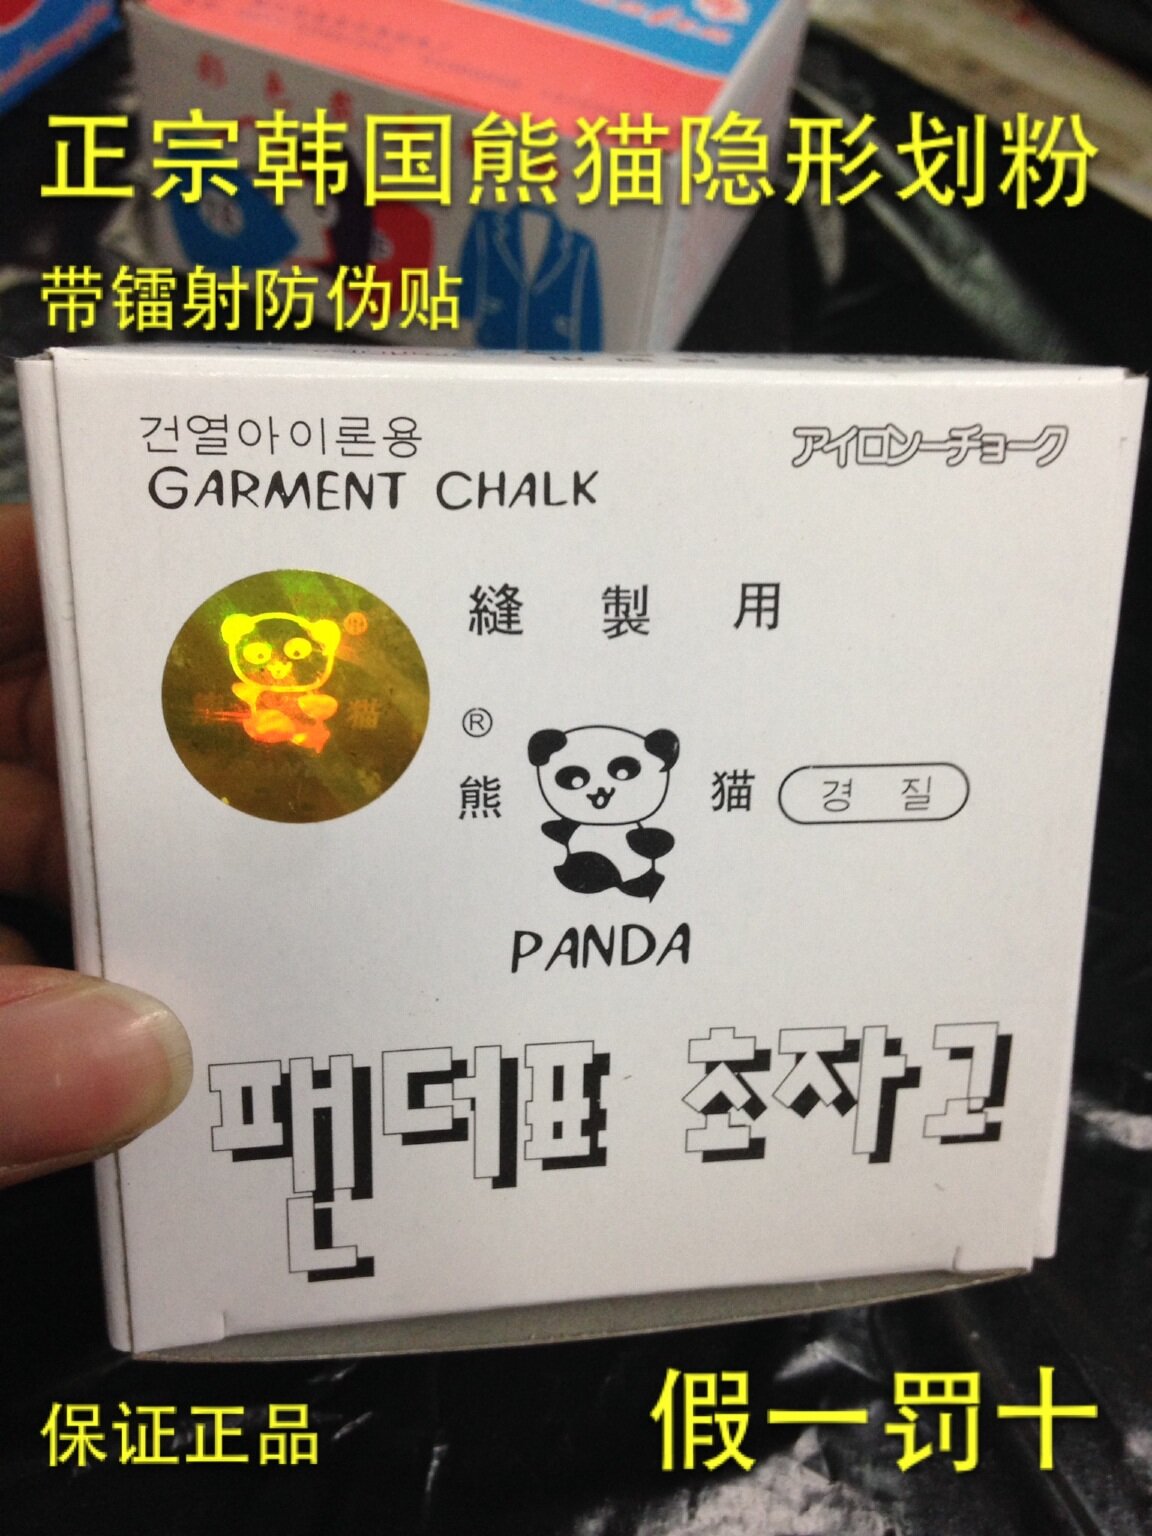 正宗韩国熊猫隐形划粉
带镭射防伪贴
건열아이론용
アイロンーチョーク
GARMENT CHALK
縫製用
®
熊 猫
경질
PANDA
팬더표 초짜고
保证正品
假一罚十